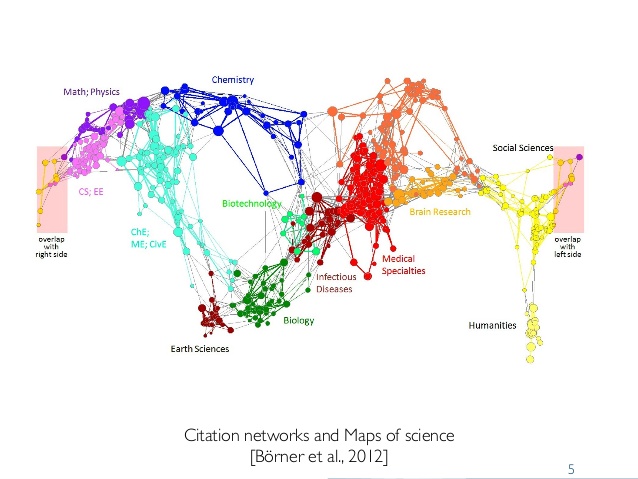 Chemistry
Math; Physics
Social Sciences
CS; EE
Biotechnology
Brain Research
ChE;
ME; CivE
overlap
with
right side
overlap
with
left side
Medical
Specialties
Infectious
Diseases
Biology
Humanities
Earth Sciences
Citation networks and Maps of science
[Börner et al., 2012]
5